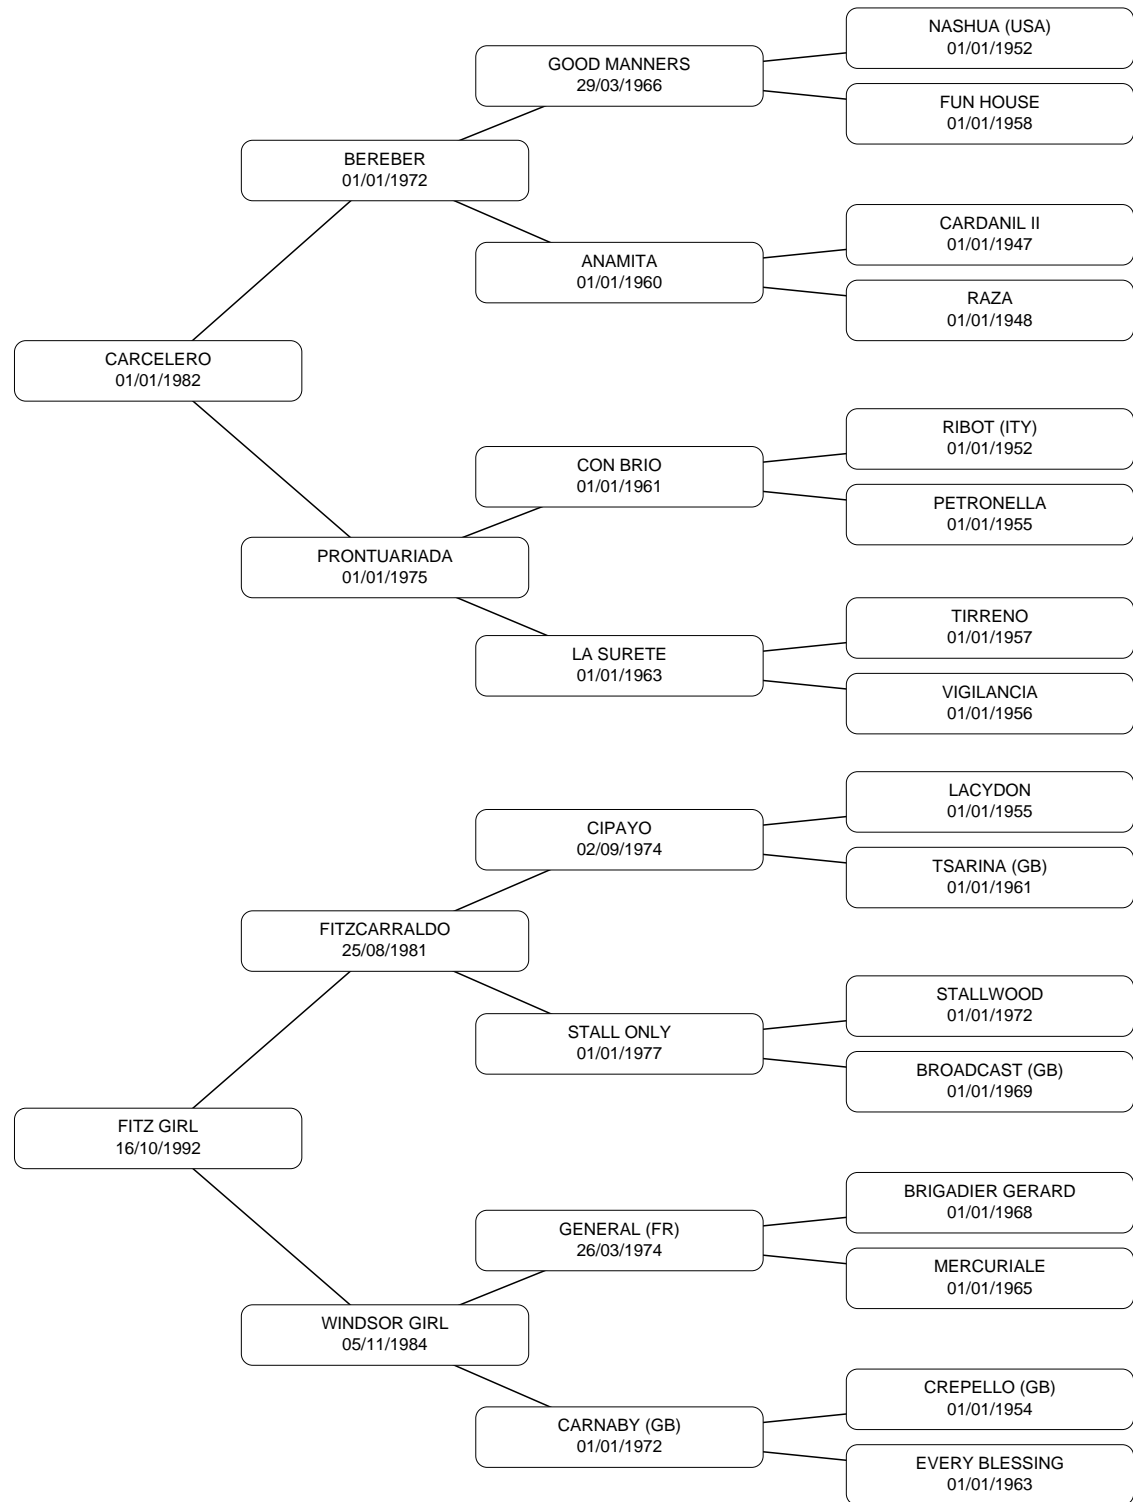 NASHUA (USA)
01/01/1952
GOOD MANNERS
29/03/1966
FUN HOUSE
01/01/1958
BEREBER
01/01/1972
CARDANIL II
01/01/1947
ANAMITA
01/01/1960
RAZA
01/01/1948
CARCELERO
01/01/1982
RIBOT (ITY)
01/01/1952
CON BRIO
01/01/1961
PETRONELLA
01/01/1955
PRONTUARIADA
01/01/1975
TIRRENO
01/01/1957
LA SURETE
01/01/1963
VIGILANCIA
01/01/1956
LACYDON
01/01/1955
CIPAYO
02/09/1974
TSARINA (GB)
01/01/1961
FITZCARRALDO
25/08/1981
STALLWOOD
01/01/1972
STALL ONLY
01/01/1977
BROADCAST (GB)
01/01/1969
FITZ GIRL
16/10/1992
BRIGADIER GERARD
01/01/1968
GENERAL (FR)
26/03/1974
MERCURIALE
01/01/1965
WINDSOR GIRL
05/11/1984
CREPELLO (GB)
01/01/1954
CARNABY (GB)
01/01/1972
EVERY BLESSING
01/01/1963